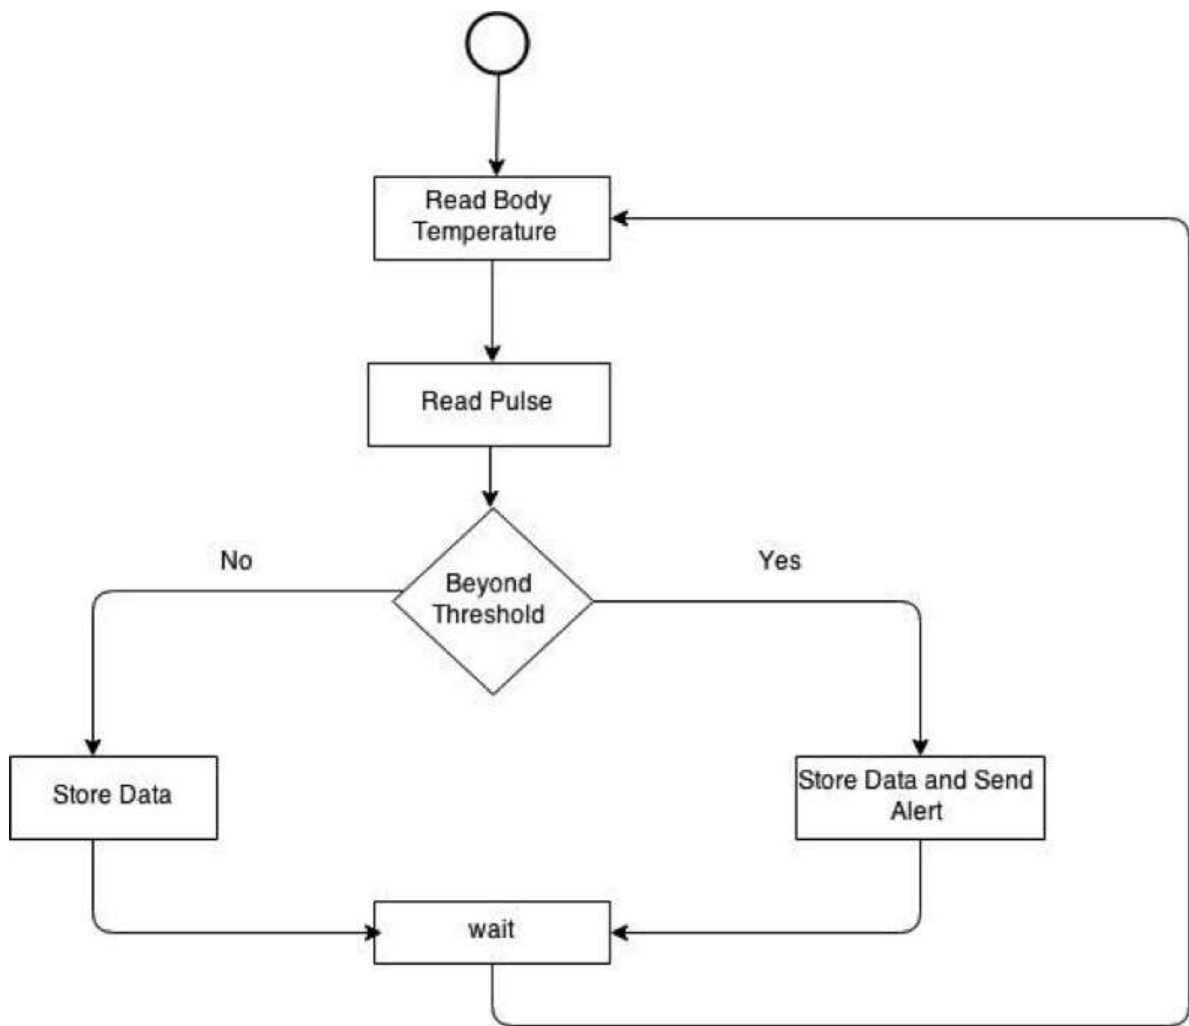 Read Body
Temperature
Read Pulse
No
Yes
Beyond
Threshold
Store Data
Store Data and Send
Alert
wait